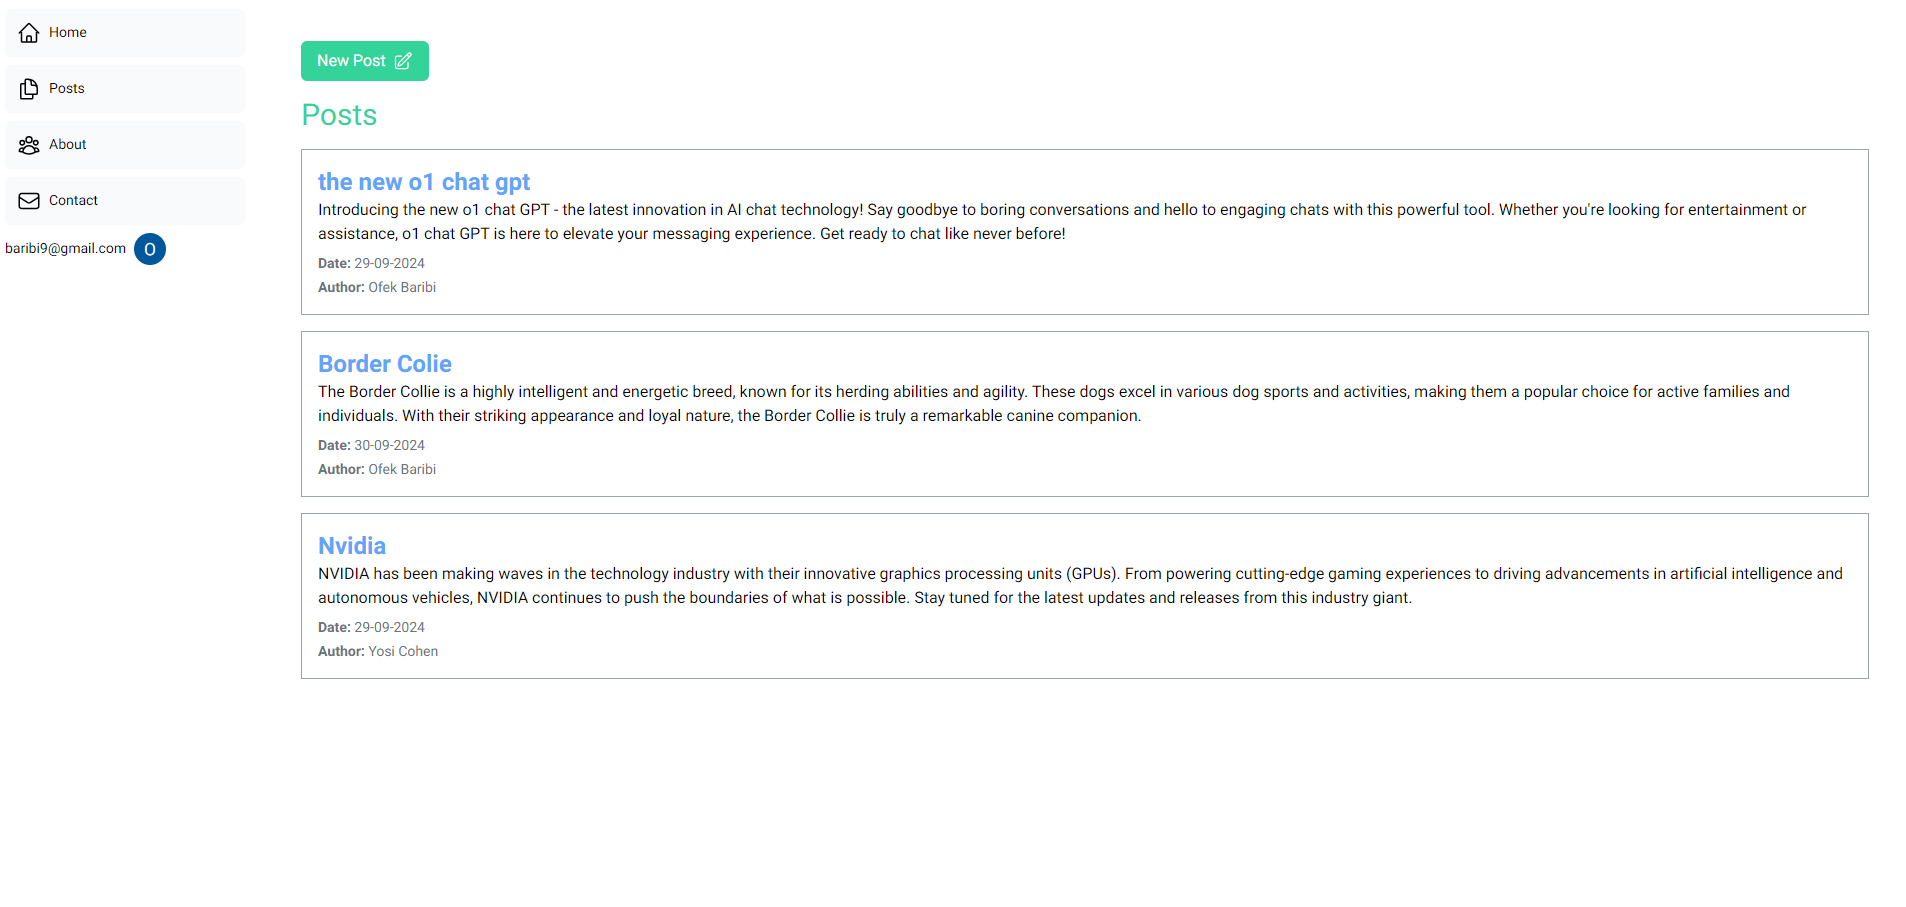 Home
Posts
About
Contact
baribi9@gmail.com O
New Post
Posts
the new o1 chat gpt
Introducing the new o1 chat GPT - the latest innovation in AI chat technology! Say goodbye to boring conversations and hello to engaging chats with this powerful tool. Whether you're looking for entertainment or
assistance, o1 chat GPT is here to elevate your messaging experience. Get ready to chat like never before!
Date: 29-09-2024
Author: Ofek Baribi
Border Colie
The Border Collie is a highly intelligent and energetic breed, known for its herding abilities and agility. These dogs excel in various dog sports and activities, making them a popular choice for active families and
individuals. With their striking appearance and loyal nature, the Border Collie is truly a remarkable canine companion.
Date: 30-09-2024
Author: Ofek Baribi
Nvidia
NVIDIA has been making waves in the technology industry with their innovative graphics processing units (GPUs). From powering cutting-edge gaming experiences to driving advancements in artificial intelligence and
autonomous vehicles, NVIDIA continues to push the boundaries of what is possible. Stay tuned for the latest updates and releases from this industry giant.
Date: 29-09-2024
Author: Yosi Cohen